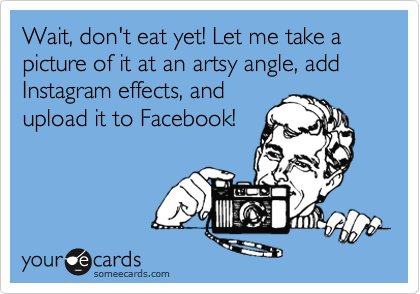 Wait, don't eat yet! Let me take a
picture of it at an artsy angle, add
Instagram effects, and
upload it to Facebook!
your e cards
someecards.com